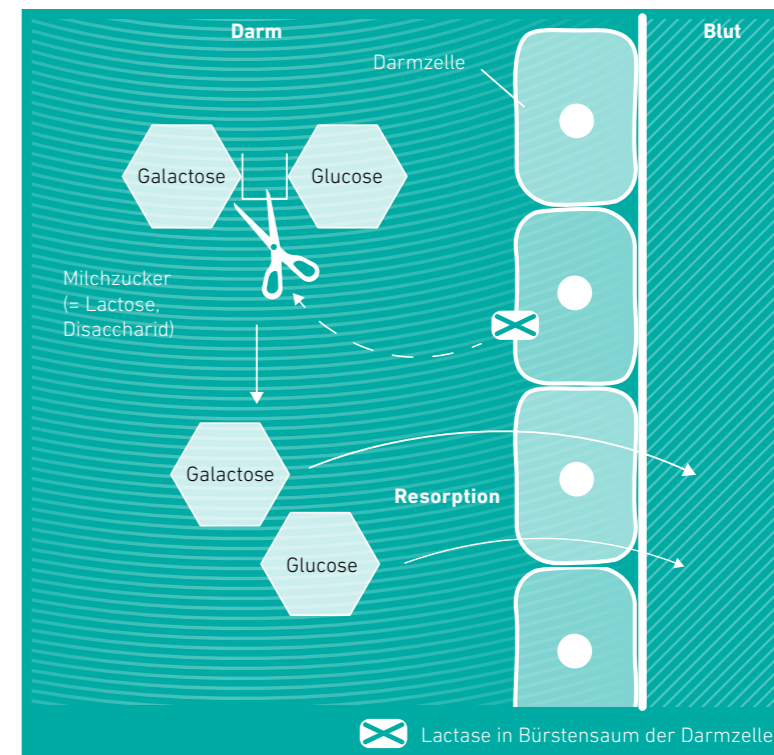 Darm
Blut
Darmzelle
Galactose
Glucose
Milchzucker
(= Lactose,
Disaccharid)
Galactose
Resorption
Glucose
Lactase in Bürstensaum der Darmzelle